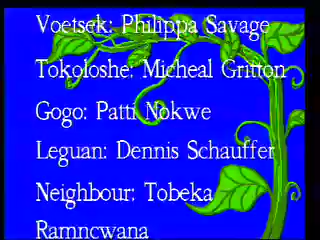 Voetsek: Philippa Savage
Tokoloshe: Micheal Gritton
Gogo: Patti Nokwe
Leguan: Dennis Schauffer
Neighbour: Tobeka
Ramncwana